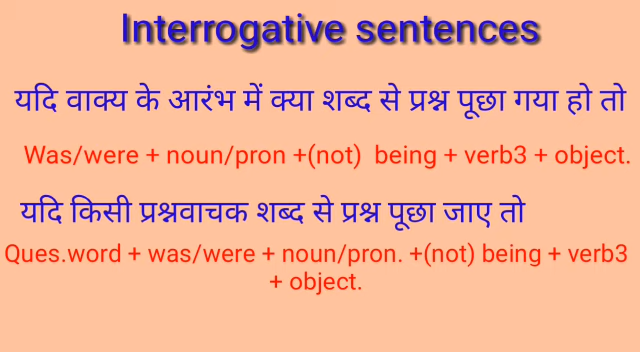 Interrogative sentences
यदि वाक्य के आरंभ में क्या शब्द से प्रश्न पूछा गया हो तो
Was/were + noun/pron +(not) being + verb3 + object.
यदि किसी प्रश्नवाचक शब्द से प्रश्न पूछा जाए तो
Ques.word + was/were + noun/pron. +(not) being + verb3
+ object.